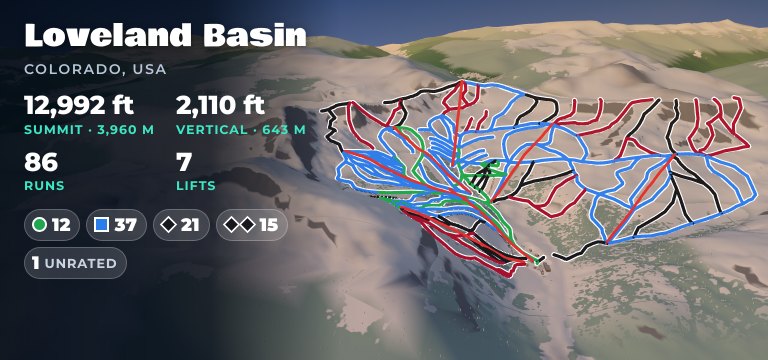 Loveland Basin
COLORADO, USA
12,992 ft 2,110 ft
SUMMIT · 3,960 M VERTICAL · 643 M
86 7
RUNS LIFTS
12 37 21 15
1 UNRATED